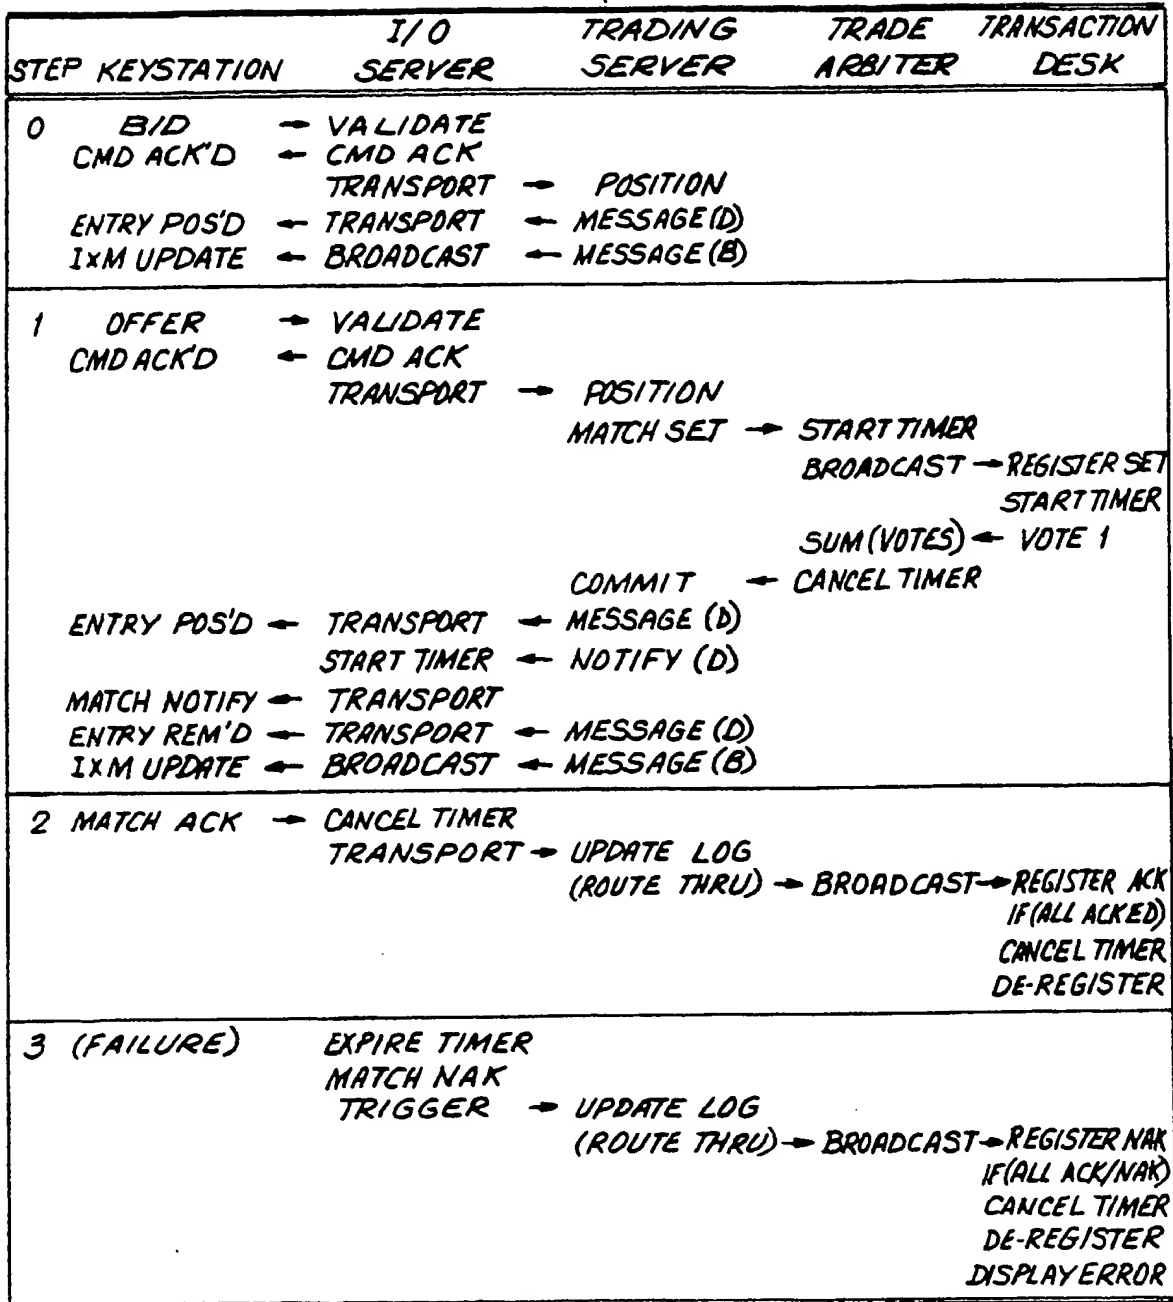 I/O TRADING TRADE TRANSACTION
STEP KEYSTATION SERVER SERVER ARBITER DESK
0 BID → VALIDATE
CMD ACK'D ← CMD ACK
TRANSPORT → POSITION
ENTRY POS'D ← TRANSPORT ← MESSAGE(D)
IxM UPDATE ← BROADCAST ← MESSAGE(B)
1 OFFER → VALIDATE
CMD ACK'D ← CMD ACK
TRANSPORT → POSITION
MATCH SET → START TIMER
BROADCAST → REGISTER SET
START TIMER
SUM(VOTES) ← VOTE 1
COMMIT ← CANCEL TIMER
ENTRY POS'D ← TRANSPORT ← MESSAGE (D)
START TIMER ← NOTIFY (D)
MATCH NOTIFY ← TRANSPORT
ENTRY REM'D ← TRANSPORT ← MESSAGE (D)
IXM UPDATE ← BROADCAST ← MESSAGE (B)
2 MATCH ACK → CANCEL TIMER
TRANSPORT → UPDATE LOG
(ROUTE THRU) → BROADCAST → REGISTER ACK
IF(ALL ACKED)
CANCEL TIMER
DE-REGISTER
3 (FAILURE) EXPIRE TIMER
MATCH NAK
TRIGGER → UPDATE LOG
(ROUTE THRU) → BROADCAST → REGISTER NAK
IF(ALL ACK/NAK)
CANCEL TIMER
DE-REGISTER
DISPLAY ERROR